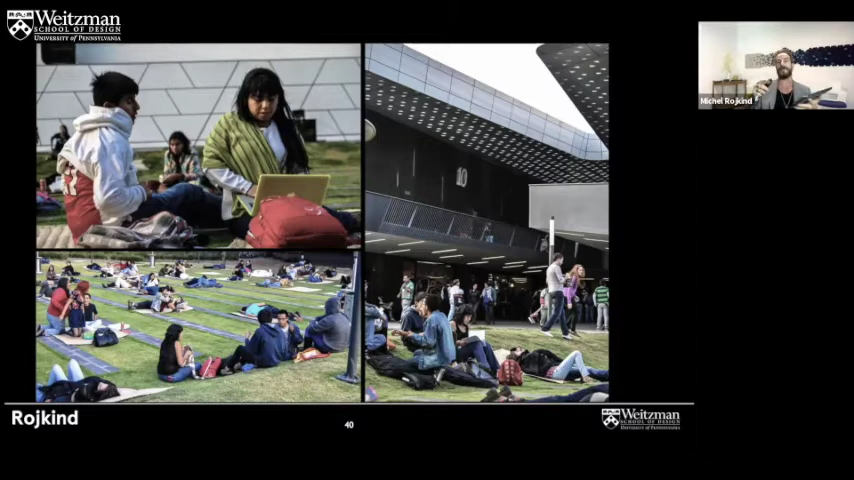 Weitzman
SCHOOL OF DESIGN
UNIVERSITY of PENNSYLVANIA
Michel Rojkind
10
Rojkind
40
Weitzman
SCHOOL OF DESIGN
UNIVERSITY of PENNSYLVANIA